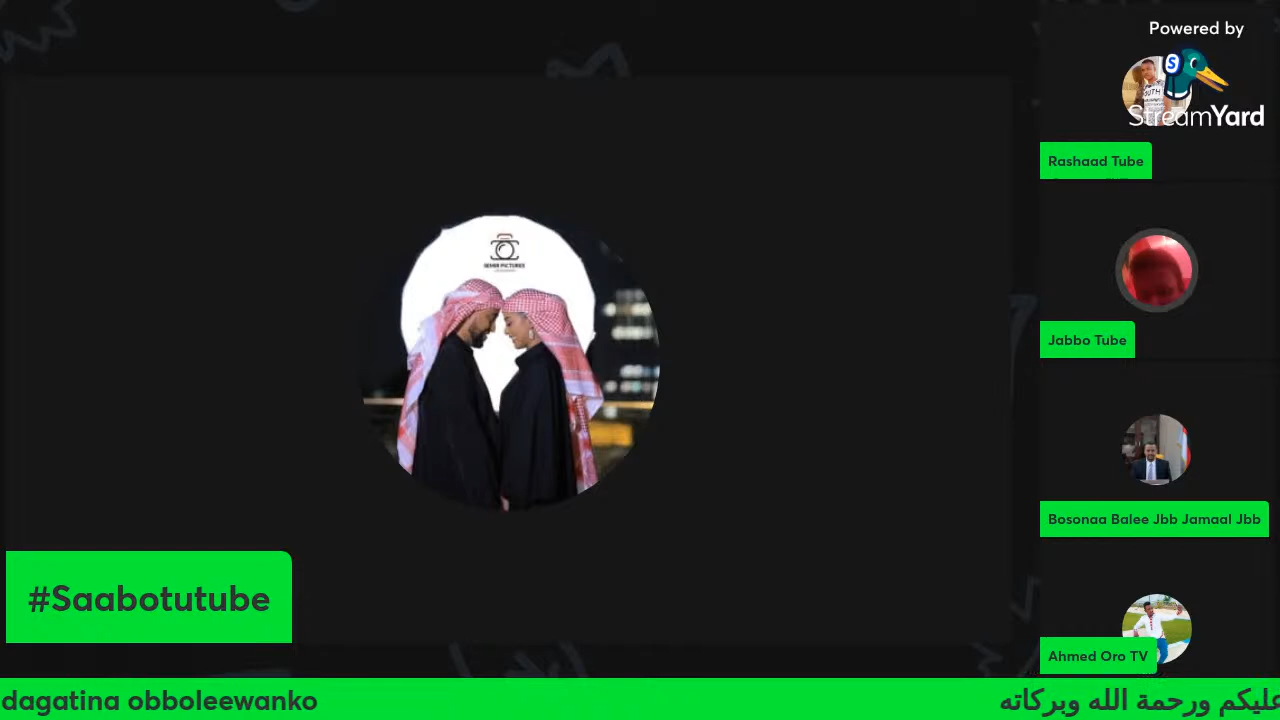 Powered by
StreamYard
Rashaad Tube
Jabbo Tube
Bosonaa Balee Jbb Jamaal Jbb
Ahmed Oro TV
#Saabotutube
dagatina obboleewanko
عليكم ورحمة الله وبركاته